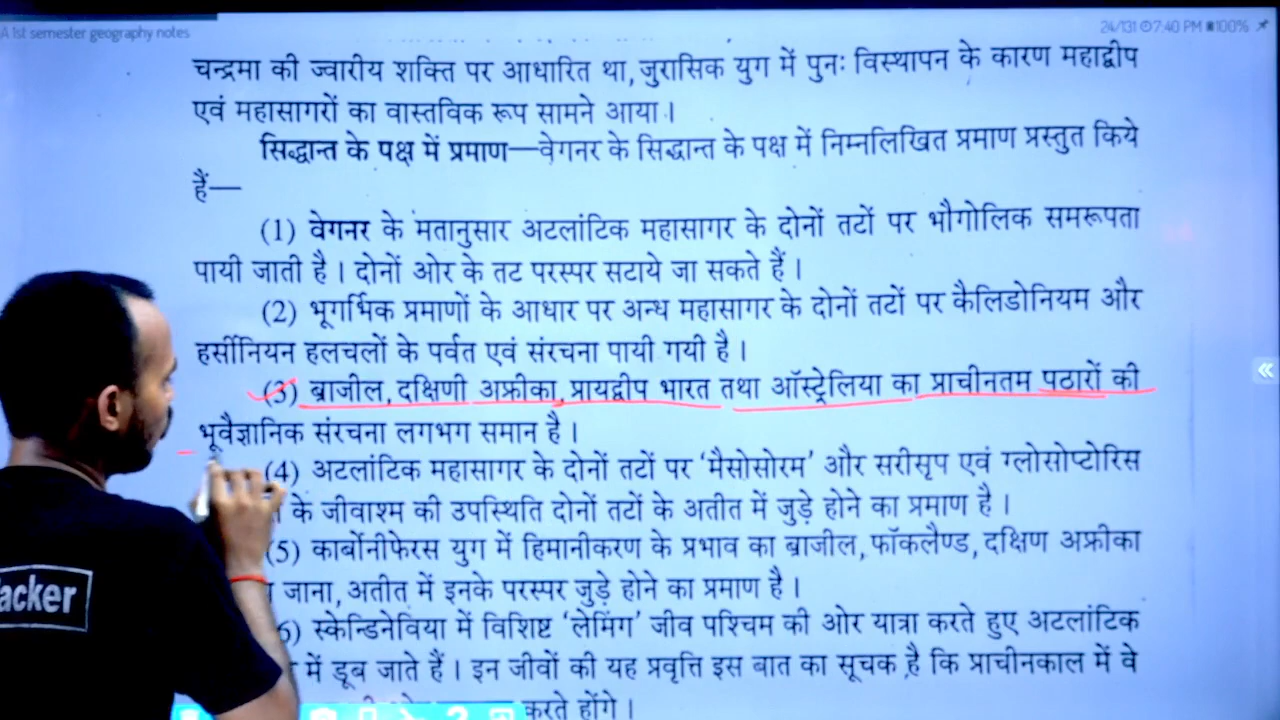 A 1st semester geography notes
24/131 7:40 PM 100%
चन्द्रमा की ज्वारीय शक्ति पर आधारित था, जुरासिक युग में पुनः विस्थापन के कारण महाद्वीप
एवं महासागरों का वास्तविक रूप सामने आया।
सिद्धान्त के पक्ष में प्रमाण—वेगनर के सिद्धान्त के पक्ष में निम्नलिखित प्रमाण प्रस्तुत किये
हैं—
(1) वेगनर के मतानुसार अटलांटिक महासागर के दोनों तटों पर भौगोलिक समरूपता
पायी जाती है। दोनों ओर के तट परस्पर सटाये जा सकते हैं।
(2) भूगर्भिक प्रमाणों के आधार पर अन्ध महासागर के दोनों तटों पर कैलिडोनियम और
हर्सीनियन हलचलों के पर्वत एवं संरचना पायी गयी है।
(3) ब्राजील, दक्षिणी अफ्रीका, प्रायद्वीप भारत तथा ऑस्ट्रेलिया का प्राचीनतम पठारों की
भूवैज्ञानिक संरचना लगभग समान है।
(4) अटलांटिक महासागर के दोनों तटों पर 'मैसोसोरम' और सरीसृप एवं ग्लोसोप्टोरिस
के जीवाश्म की उपस्थिति दोनों तटों के अतीत में जुड़े होने का प्रमाण है।
(5) कार्बोनीफेरस युग में हिमानीकरण के प्रभाव का ब्राजील, फॉकलैण्ड, दक्षिण अफ्रीका
जाना, अतीत में इनके परस्पर जुड़े होने का प्रमाण है।
6) स्केन्डिनेविया में विशिष्ट 'लेमिंग' जीव पश्चिम की ओर यात्रा करते हुए अटलांटिक
में डूब जाते हैं। इन जीवों की यह प्रवृत्ति इस बात का सूचक है कि प्राचीनकाल में वे
करते होंगे।
acker